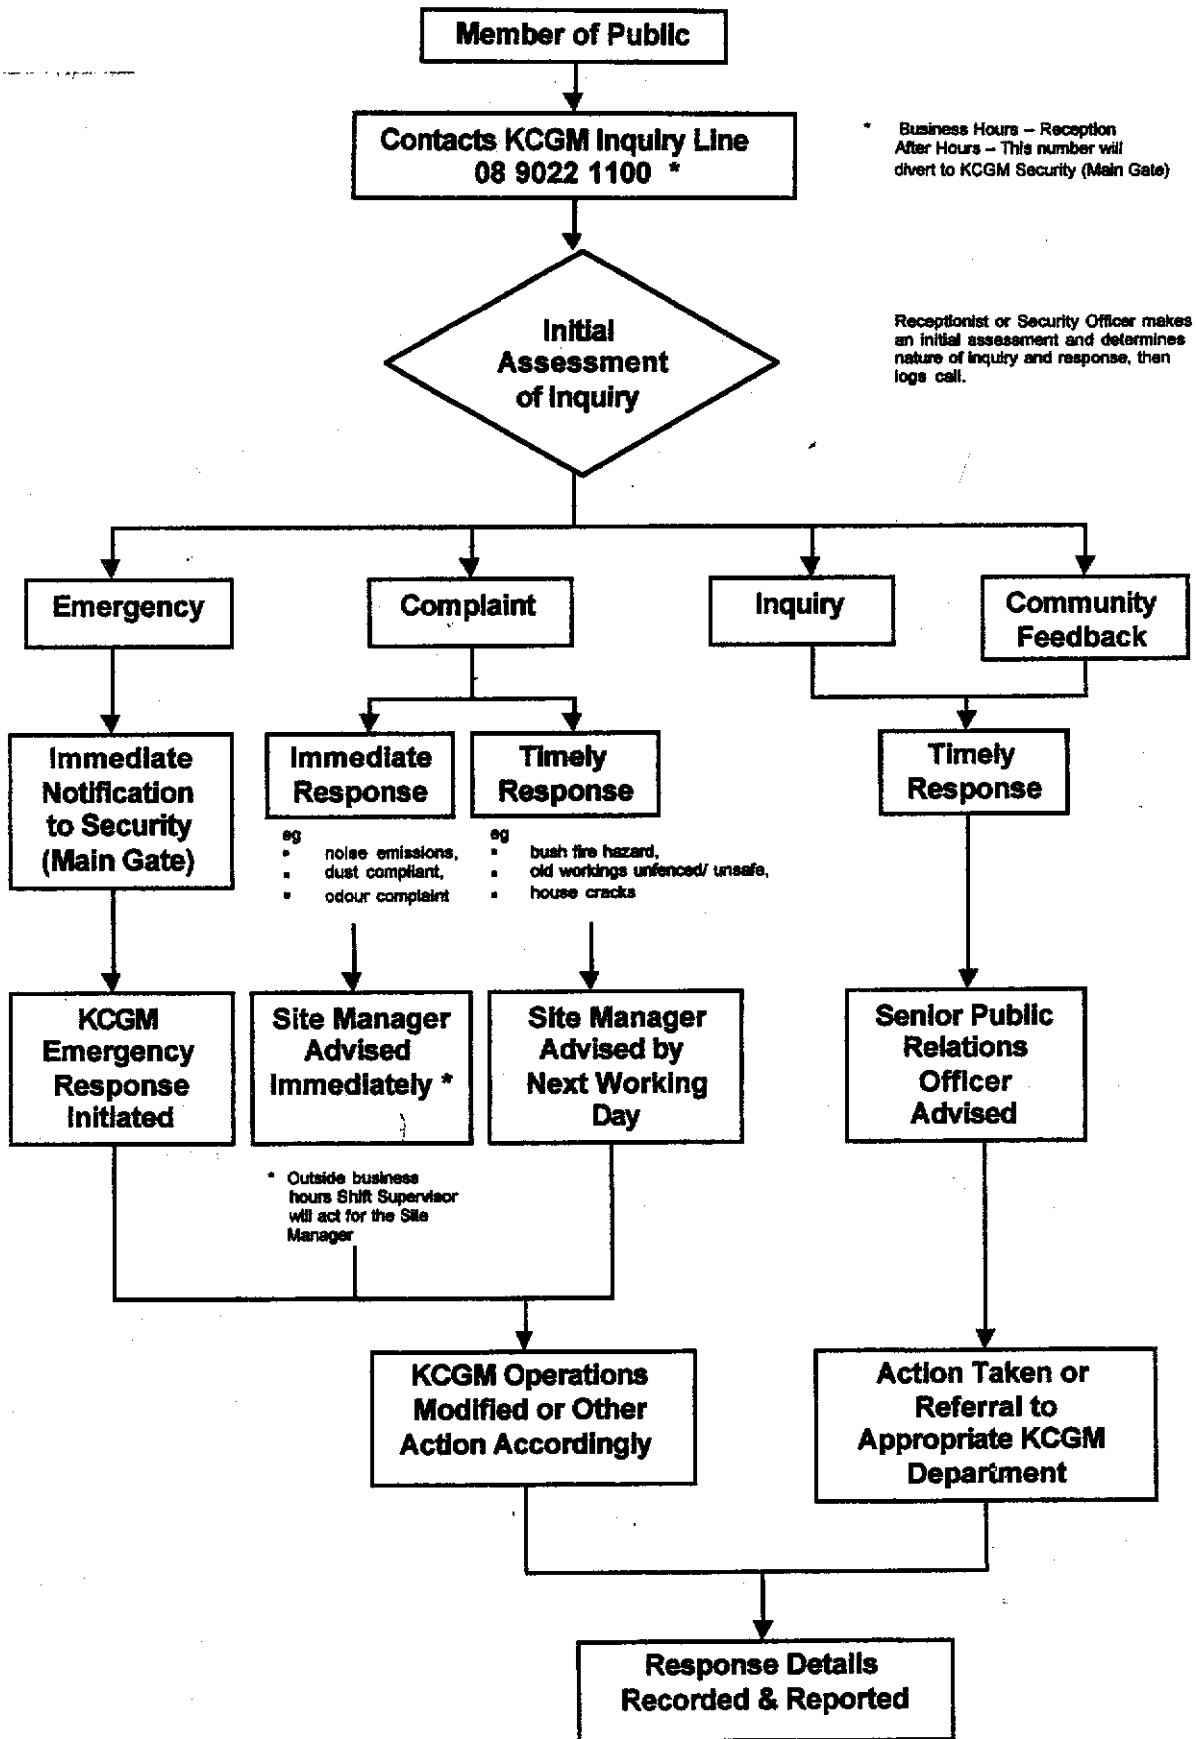 Member of Public
Contacts KCGM Inquiry Line
08 9022 1100 *
* Business Hours – Reception
After Hours – This number will
divert to KCGM Security (Main Gate)
Initial
Assessment
of Inquiry
Receptionist or Security Officer makes
an initial assessment and determines
nature of inquiry and response, then
logs call.
Emergency
Complaint
Inquiry
Community
Feedback
Immediate
Notification
to Security
(Main Gate)
Immediate
Response
Timely
Response
Timely
Response
eg
▪ noise emissions,
▪ dust compliant,
▪ odour complaint
eg
▪ bush fire hazard,
▪ old workings unfenced/ unsafe,
▪ house cracks
KCGM
Emergency
Response
Initiated
Site Manager
Advised
Immediately *
Site Manager
Advised by
Next Working
Day
Senior Public
Relations
Officer
Advised
* Outside business
hours Shift Supervisor
will act for the Site
Manager
KCGM Operations
Modified or Other
Action Accordingly
Action Taken or
Referral to
Appropriate KCGM
Department
Response Details
Recorded & Reported